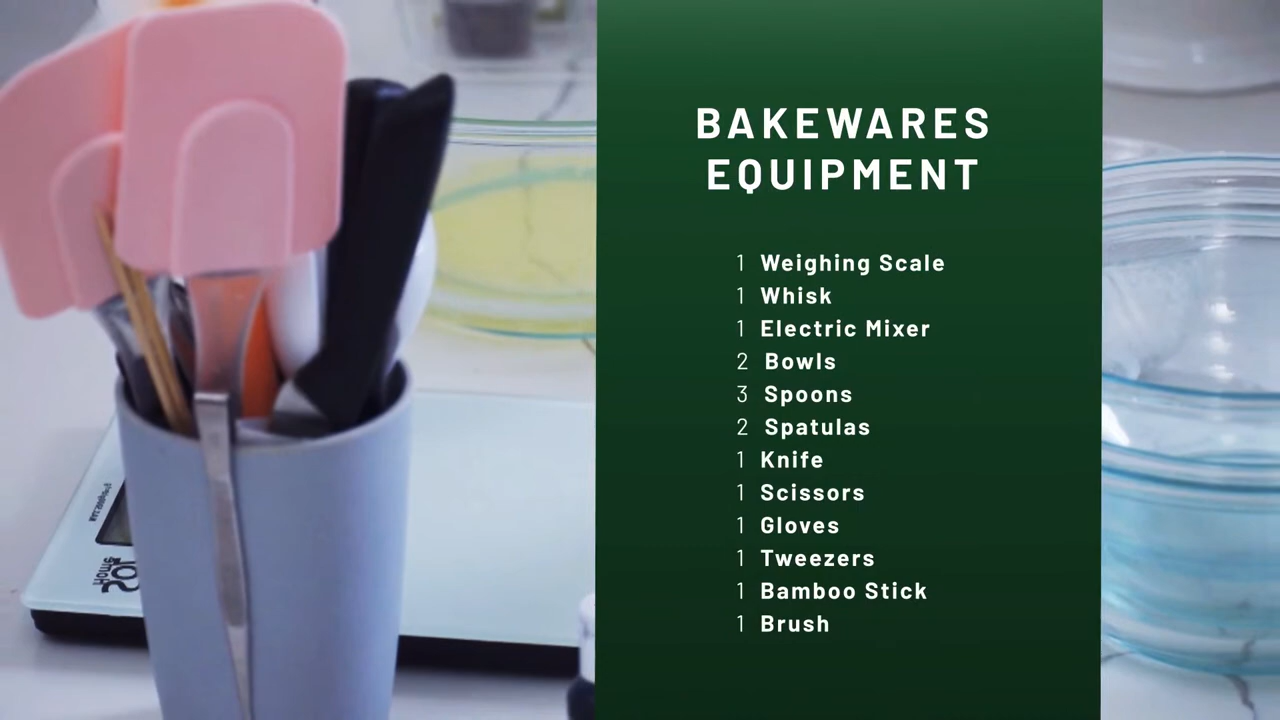 BAKEWARES
EQUIPMENT
1 Weighing Scale
1 Whisk
1 Electric Mixer
2 Bowls
3 Spoons
2 Spatulas
1 Knife
1 Scissors
1 Gloves
1 Tweezers
1 Bamboo Stick
1 Brush